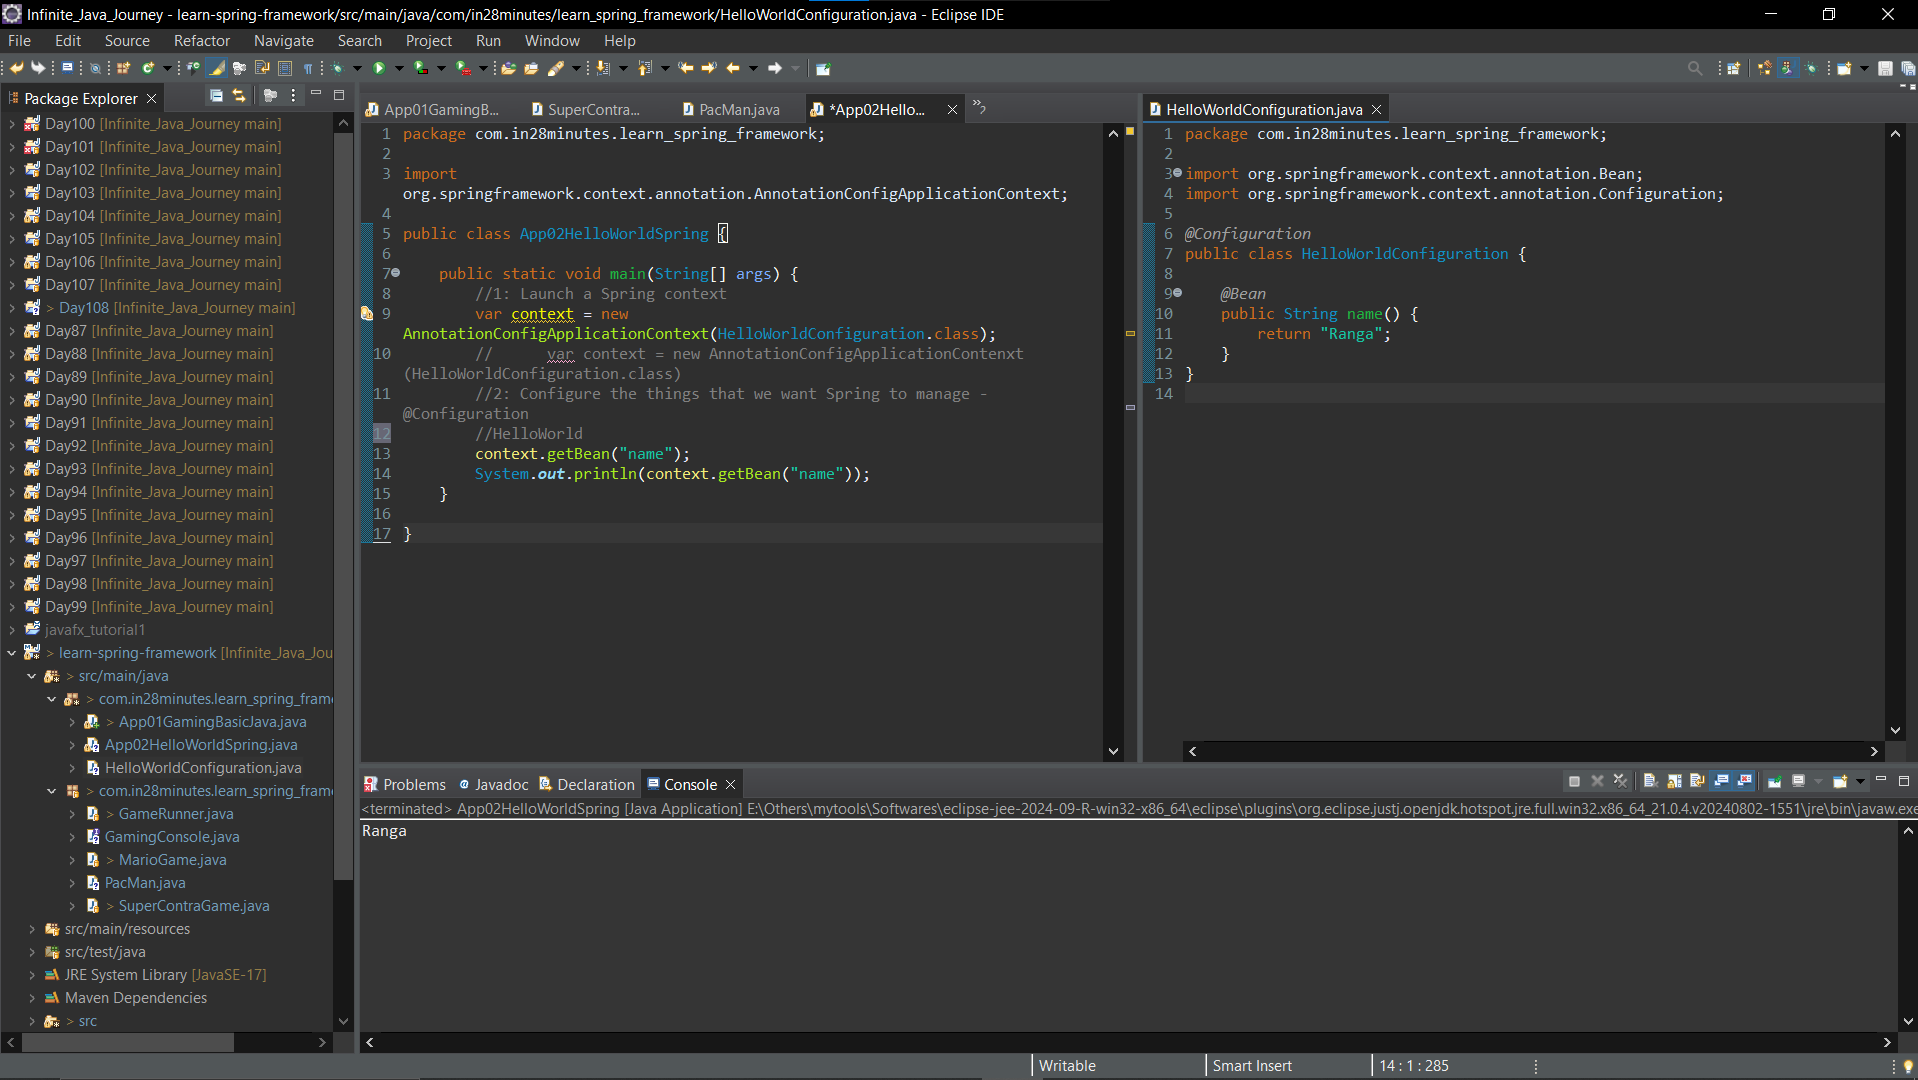 Infinite_Java_Journey - learn-spring-framework/src/main/java/com/in28minutes/learn_spring_framework/HelloWorldConfiguration.java - Eclipse IDE
File Edit Source Refactor Navigate Search Project Run Window Help
Package Explorer
Day100 [Infinite_Java_Journey main]
Day101 [Infinite_Java_Journey main]
Day102 [Infinite_Java_Journey main]
Day103 [Infinite_Java_Journey main]
Day104 [Infinite_Java_Journey main]
Day105 [Infinite_Java_Journey main]
Day106 [Infinite_Java_Journey main]
Day107 [Infinite_Java_Journey main]
> Day108 [Infinite_Java_Journey main]
Day87 [Infinite_Java_Journey main]
Day88 [Infinite_Java_Journey main]
Day89 [Infinite_Java_Journey main]
Day90 [Infinite_Java_Journey main]
Day91 [Infinite_Java_Journey main]
Day92 [Infinite_Java_Journey main]
Day93 [Infinite_Java_Journey main]
Day94 [Infinite_Java_Journey main]
Day95 [Infinite_Java_Journey main]
Day96 [Infinite_Java_Journey main]
Day97 [Infinite_Java_Journey main]
Day98 [Infinite_Java_Journey main]
Day99 [Infinite_Java_Journey main]
javafx_tutorial1
> learn-spring-framework [Infinite_Java_Jou
> src/main/java
> com.in28minutes.learn_spring_frame
> App01GamingBasicJava.java
App02HelloWorldSpring.java
HelloWorldConfiguration.java
> com.in28minutes.learn_spring_frame
> GameRunner.java
GamingConsole.java
> MarioGame.java
PacMan.java
> SuperContraGame.java
src/main/resources
src/test/java
JRE System Library [JavaSE-17]
Maven Dependencies
> src
App01GamingB... SuperContra... PacMan.java *App02Hello...
1 package com.in28minutes.learn_spring_framework;
2
3 import
org.springframework.context.annotation.AnnotationConfigApplicationContext;
4
5 public class App02HelloWorldSpring {
6
7 public static void main(String[] args) {
8 //1: Launch a Spring context
9 var context = new
AnnotationConfigApplicationContext(HelloWorldConfiguration.class);
10 // var context = new AnnotationConfigApplicationContenxt
(HelloWorldConfiguration.class)
11 //2: Configure the things that we want Spring to manage -
@Configuration
12 //HelloWorld
13 context.getBean("name");
14 System.out.println(context.getBean("name"));
15 }
16
17 }
HelloWorldConfiguration.java
1 package com.in28minutes.learn_spring_framework;
2
3 import org.springframework.context.annotation.Bean;
4 import org.springframework.context.annotation.Configuration;
5
6 @Configuration
7 public class HelloWorldConfiguration {
8
9 @Bean
10 public String name() {
11 return "Ranga";
12 }
13 }
14
Problems Javadoc Declaration Console
<terminated> App02HelloWorldSpring [Java Application] E:\Others\mytools\Softwares\eclipse-jee-2024-09-R-win32-x86_64\eclipse\plugins\org.eclipse.justj.openjdk.hotspot.jre.full.win32.x86_64_21.0.4.v20240802-1551\jre\bin\javaw.exe
Ranga
Writable Smart Insert 14 : 1 : 285